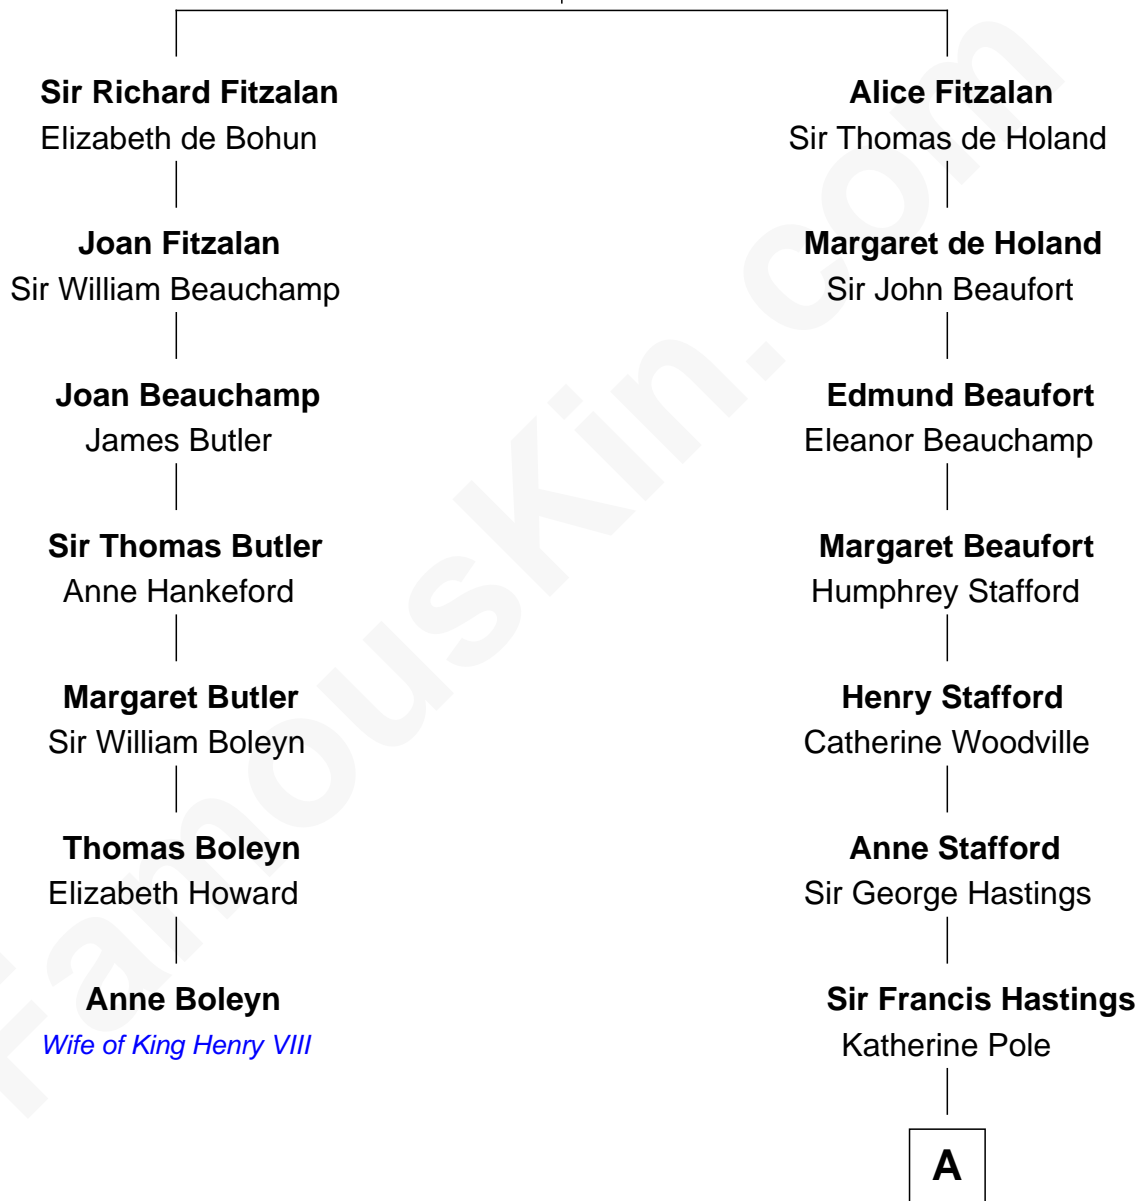 Sir Richard Fitzalan
Elizabeth de Bohun
Joan Fitzalan
Sir William Beauchamp
Joan Beauchamp
James Butler
Sir Thomas Butler
Anne Hankeford
Margaret Butler
Sir William Boleyn
Thomas Boleyn
Elizabeth Howard
Anne Boleyn
Wife of King Henry VIII
Alice Fitzalan
Sir Thomas de Holand
Margaret de Holand
Sir John Beaufort
Edmund Beaufort
Eleanor Beauchamp
Margaret Beaufort
Humphrey Stafford
Henry Stafford
Catherine Woodville
Anne Stafford
Sir George Hastings
Sir Francis Hastings
Katherine Pole
A
FamousKin.com